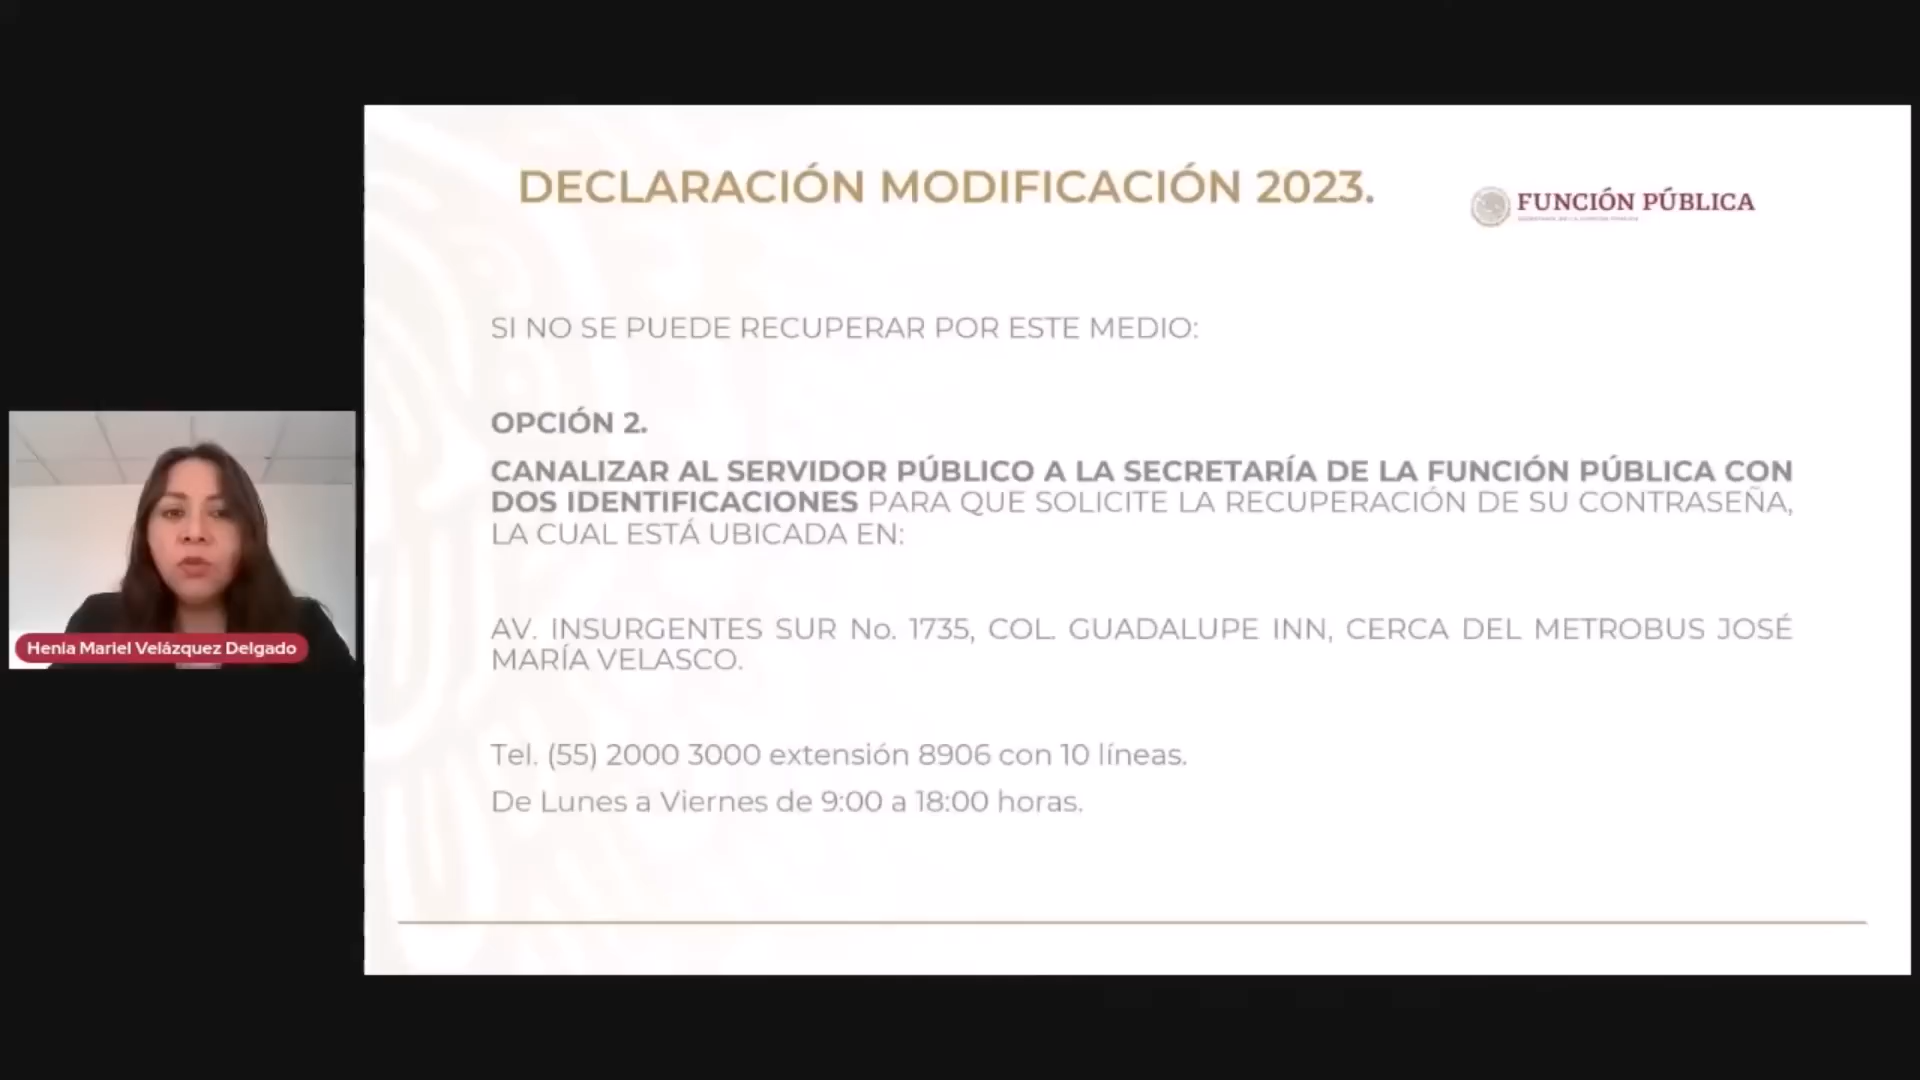 DECLARACIÓN MODIFICACIÓN 2023.
FUNCIÓN PÚBLICA
SI NO SE PUEDE RECUPERAR POR ESTE MEDIO:
OPCIÓN 2.
CANALIZAR AL SERVIDOR PÚBLICO A LA SECRETARÍA DE LA FUNCIÓN PÚBLICA CON
DOS IDENTIFICACIONES PARA QUE SOLICITE LA RECUPERACIÓN DE SU CONTRASEÑA,
LA CUAL ESTÁ UBICADA EN:
AV. INSURGENTES SUR No. 1735, COL. GUADALUPE INN, CERCA DEL METROBUS JOSÉ
MARÍA VELASCO.
Tel. (55) 2000 3000 extensión 8906 con 10 líneas.
De Lunes a Viernes de 9:00 a 18:00 horas.
Henia Mariel Velázquez Delgado